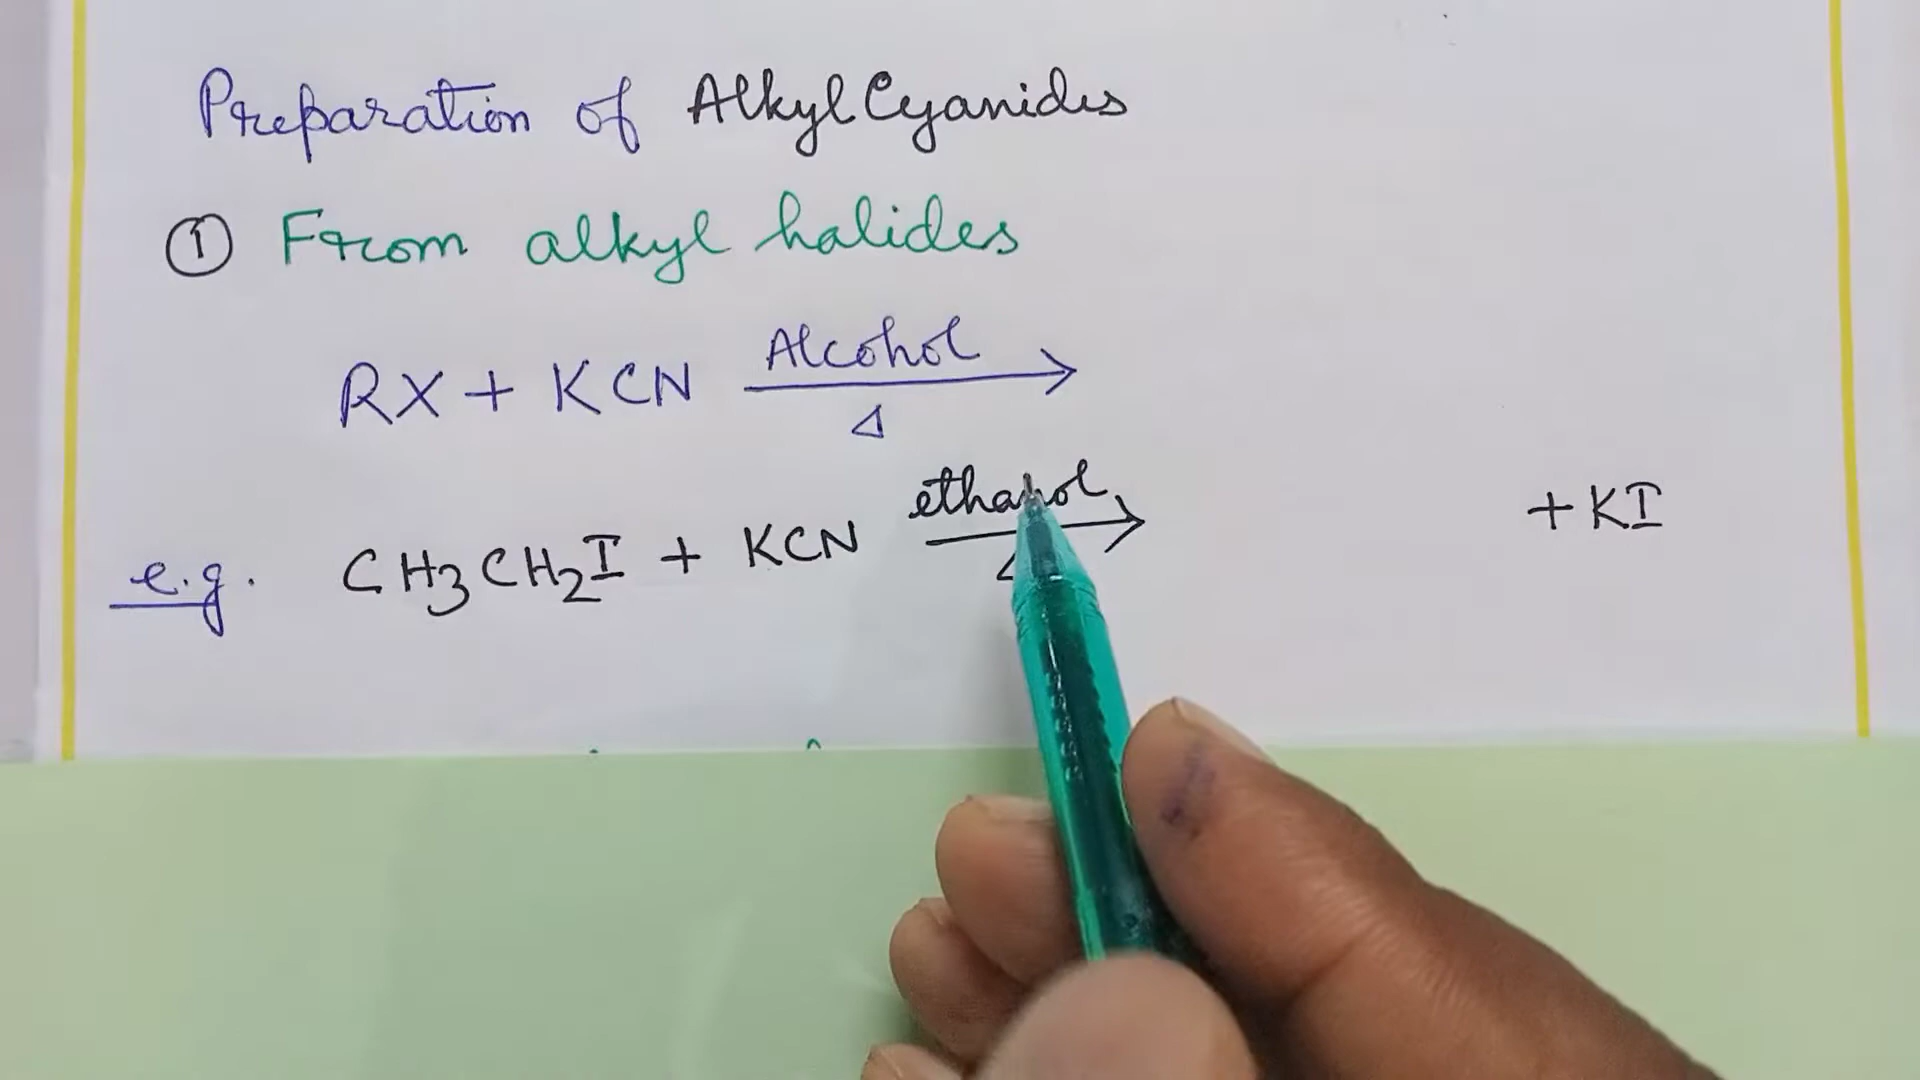 Preparation of Alkyl Cyanides
① From alkyl halides
RX + KCN Alcohol Δ →
e.g. CH3CH2I + KCN ethanol → + KI